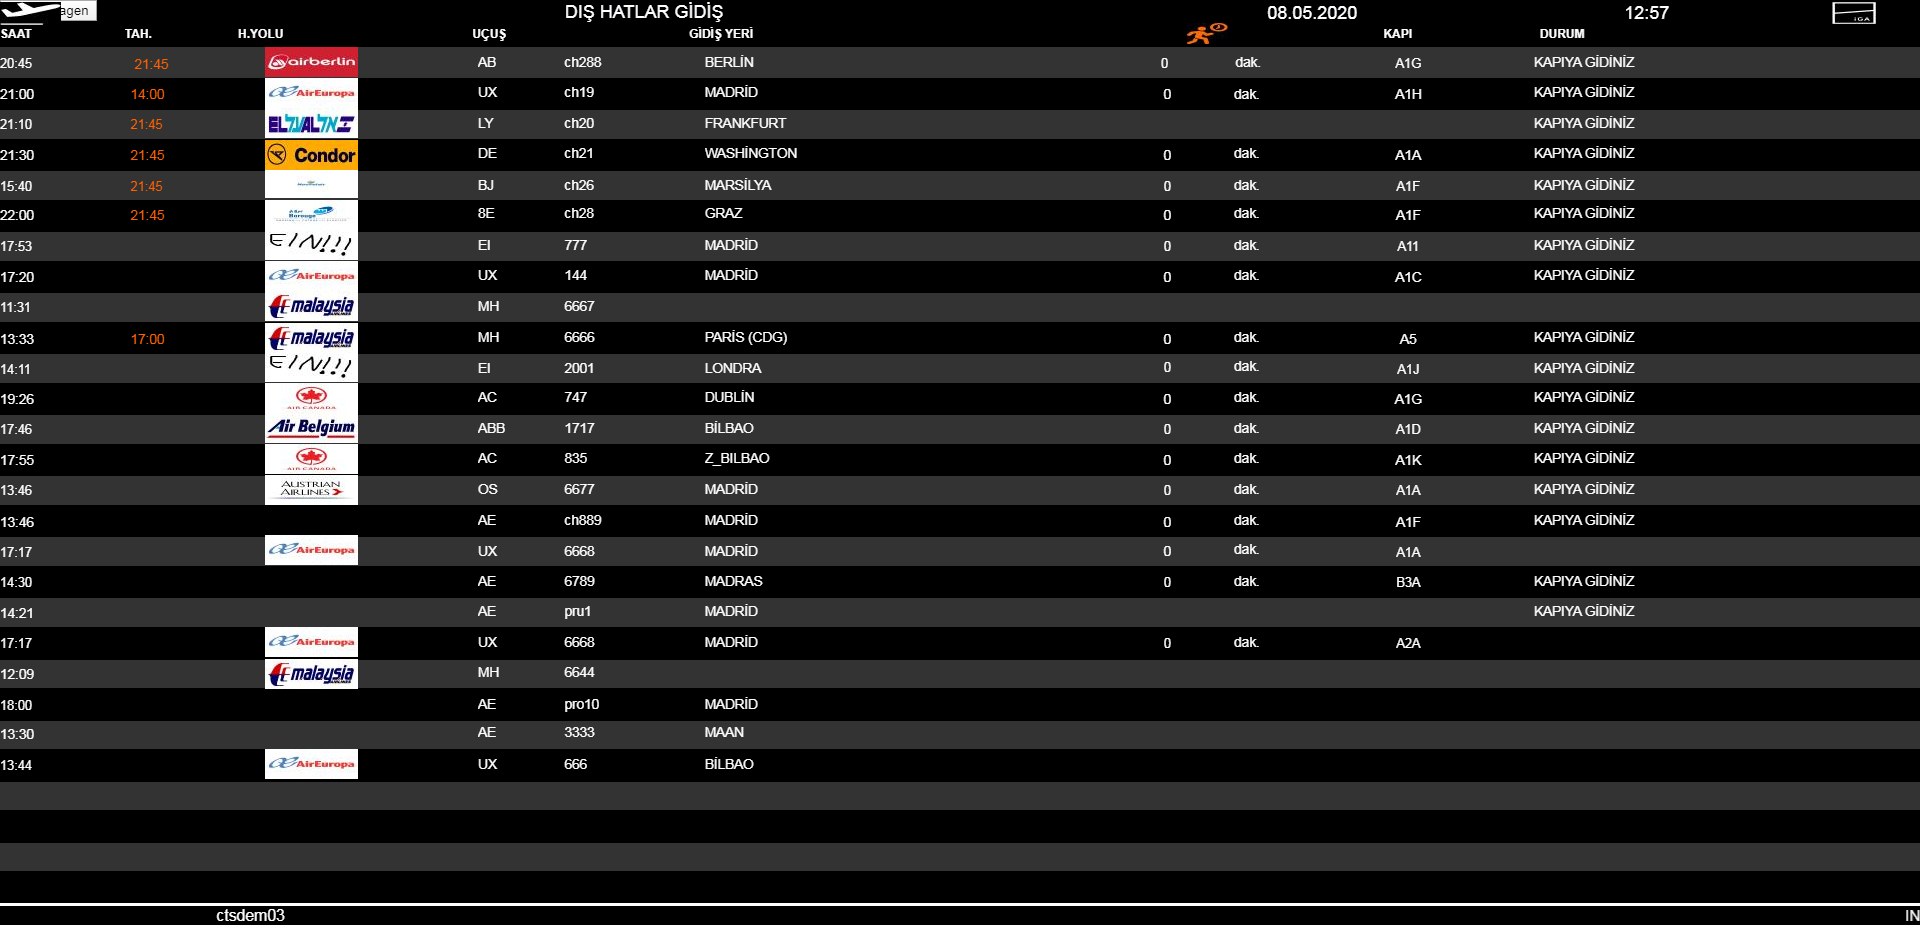 agen DIŞ HATLAR GİDİŞ 08.05.2020 12:57 IGA
SAAT TAH. H.YOLU UÇUŞ GİDİŞ YERİ KAPI DURUM
20:45 21:45 airberlin AB ch288 BERLİN 0 dak. A1G KAPIYA GİDİNİZ
21:00 14:00 AirEuropa UX ch19 MADRİD 0 dak. A1H KAPIYA GİDİNİZ
21:10 21:45 EL אל על AL LY ch20 FRANKFURT KAPIYA GİDİNİZ
21:30 21:45 Condor DE ch21 WASHİNGTON 0 dak. A1A KAPIYA GİDİNİZ
15:40 21:45 BJ ch26 MARSİLYA 0 dak. A1F KAPIYA GİDİNİZ
22:00 21:45 8E ch28 GRAZ 0 dak. A1F KAPIYA GİDİNİZ
17:53 EIN!!! EI 777 MADRİD 0 dak. A11 KAPIYA GİDİNİZ
17:20 AirEuropa UX 144 MADRİD 0 dak. A1C KAPIYA GİDİNİZ
11:31 malaysia AIRLINES MH 6667
13:33 17:00 malaysia AIRLINES MH 6666 PARİS (CDG) 0 dak. A5 KAPIYA GİDİNİZ
14:11 EIN!!! EI 2001 LONDRA 0 dak. A1J KAPIYA GİDİNİZ
19:26 AIR CANADA AC 747 DUBLİN 0 dak. A1G KAPIYA GİDİNİZ
17:46 Air Belgium ABB 1717 BİLBAO 0 dak. A1D KAPIYA GİDİNİZ
17:55 AIR CANADA AC 835 Z_BILBAO 0 dak. A1K KAPIYA GİDİNİZ
13:46 AUSTRIAN AIRLINES OS 6677 MADRİD 0 dak. A1A KAPIYA GİDİNİZ
13:46 AE ch889 MADRİD 0 dak. A1F KAPIYA GİDİNİZ
17:17 AirEuropa UX 6668 MADRİD 0 dak. A1A
14:30 AE 6789 MADRAS 0 dak. B3A KAPIYA GİDİNİZ
14:21 AE pru1 MADRİD KAPIYA GİDİNİZ
17:17 AirEuropa UX 6668 MADRİD 0 dak. A2A
12:09 malaysia AIRLINES MH 6644
18:00 AE pro10 MADRİD
13:30 AE 3333 MAAN
13:44 AirEuropa UX 666 BİLBAO
ctsdem03 IN